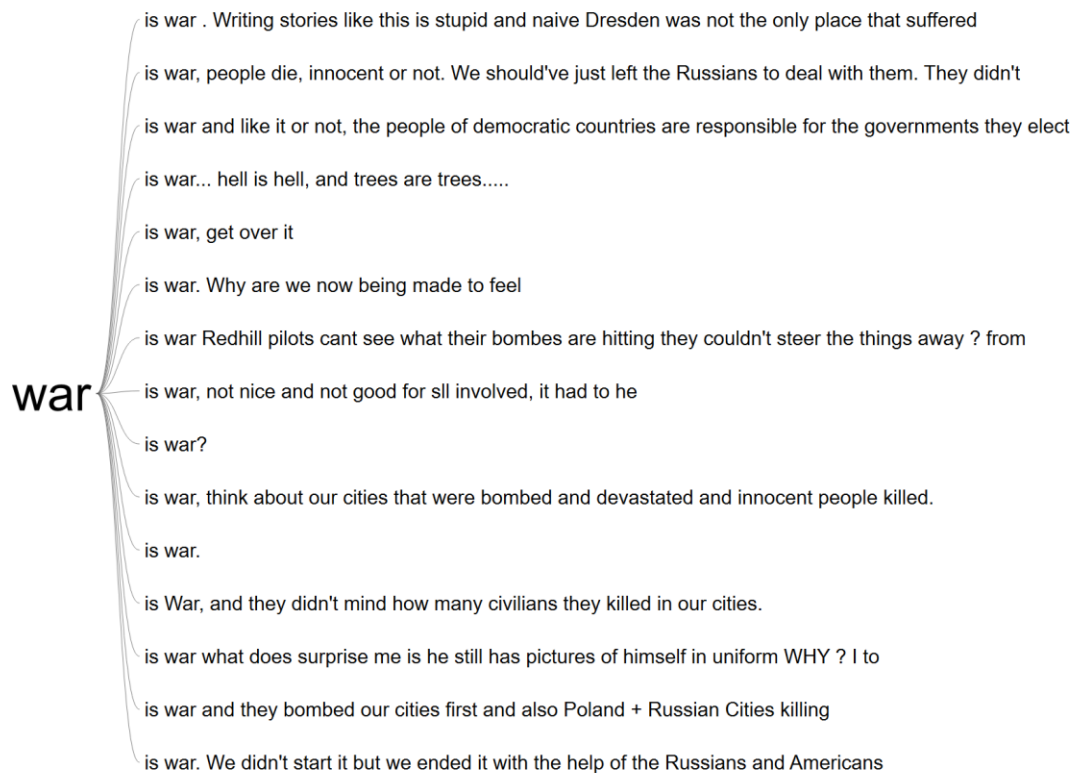 is war . Writing stories like this is stupid and naive Dresden was not the only place that suffered
is war, people die, innocent or not. We should've just left the Russians to deal with them. They didn't
is war and like it or not, the people of democratic countries are responsible for the governments they elect
is war... hell is hell, and trees are trees.....
is war, get over it
is war. Why are we now being made to feel
is war Redhill pilots cant see what their bombes are hitting they couldn't steer the things away ? from
war
is war, not nice and not good for sll involved, it had to he
is war?
is war, think about our cities that were bombed and devastated and innocent people killed.
is war.
is War, and they didn't mind how many civilians they killed in our cities.
is war what does surprise me is he still has pictures of himself in uniform WHY ? I to
is war and they bombed our cities first and also Poland + Russian Cities killing
is war. We didn't start it but we ended it with the help of the Russians and Americans